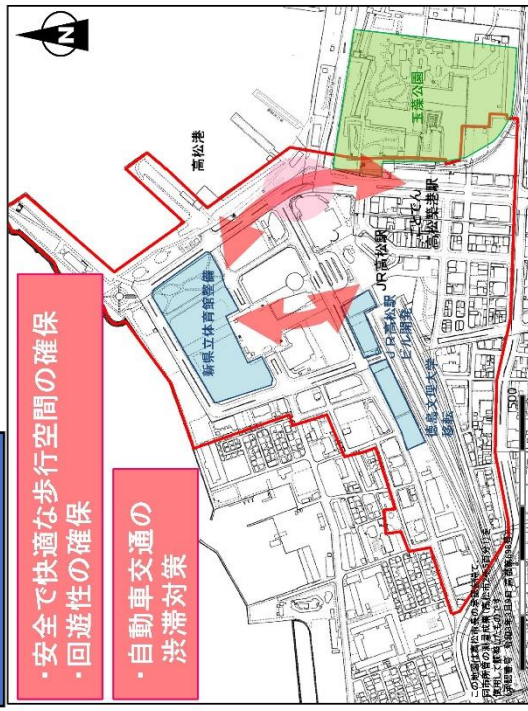 ・安全で快適な歩行空間の確保
・回遊性の確保
・自動車交通の
渋滞対策
N
高松港
玉藻公園
新県立体育館整備
JR高松駅
ことでん
高松築港駅
JR高松駅
ビル開発
徳島文理大学
移転
500